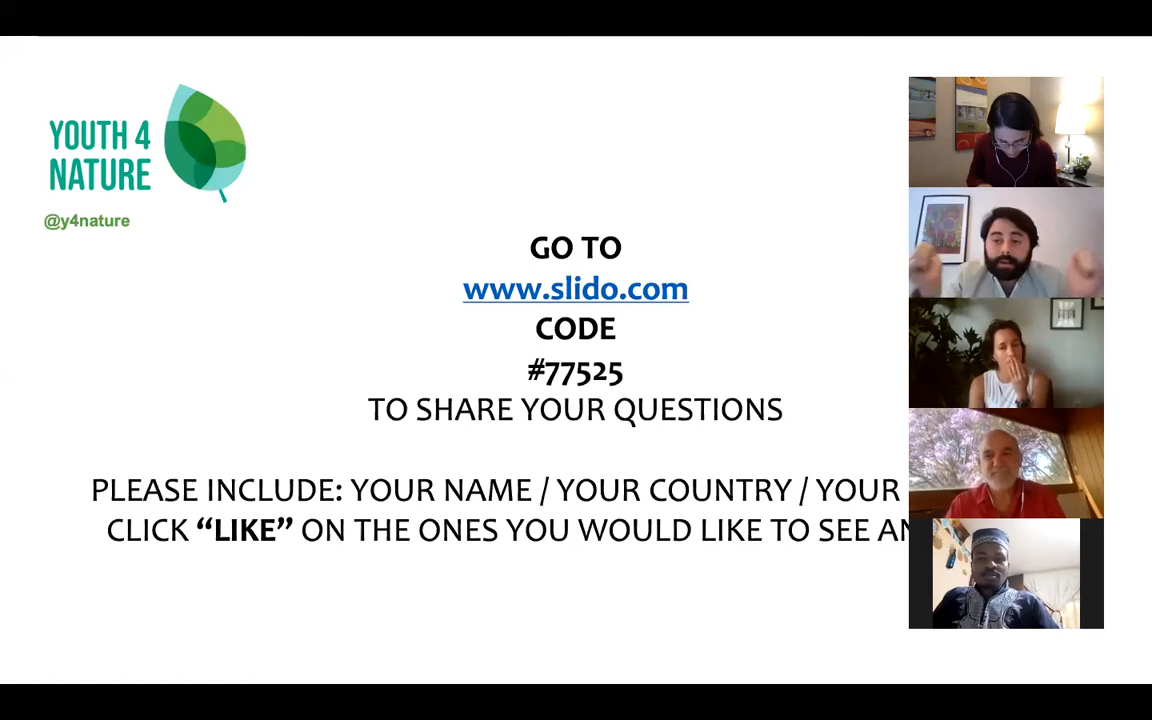 YOUTH 4
NATURE
@y4nature
GO TO
www.slido.com
CODE
#77525
TO SHARE YOUR QUESTIONS
PLEASE INCLUDE: YOUR NAME / YOUR COUNTRY / YOUR
CLICK “LIKE” ON THE ONES YOU WOULD LIKE TO SEE AN